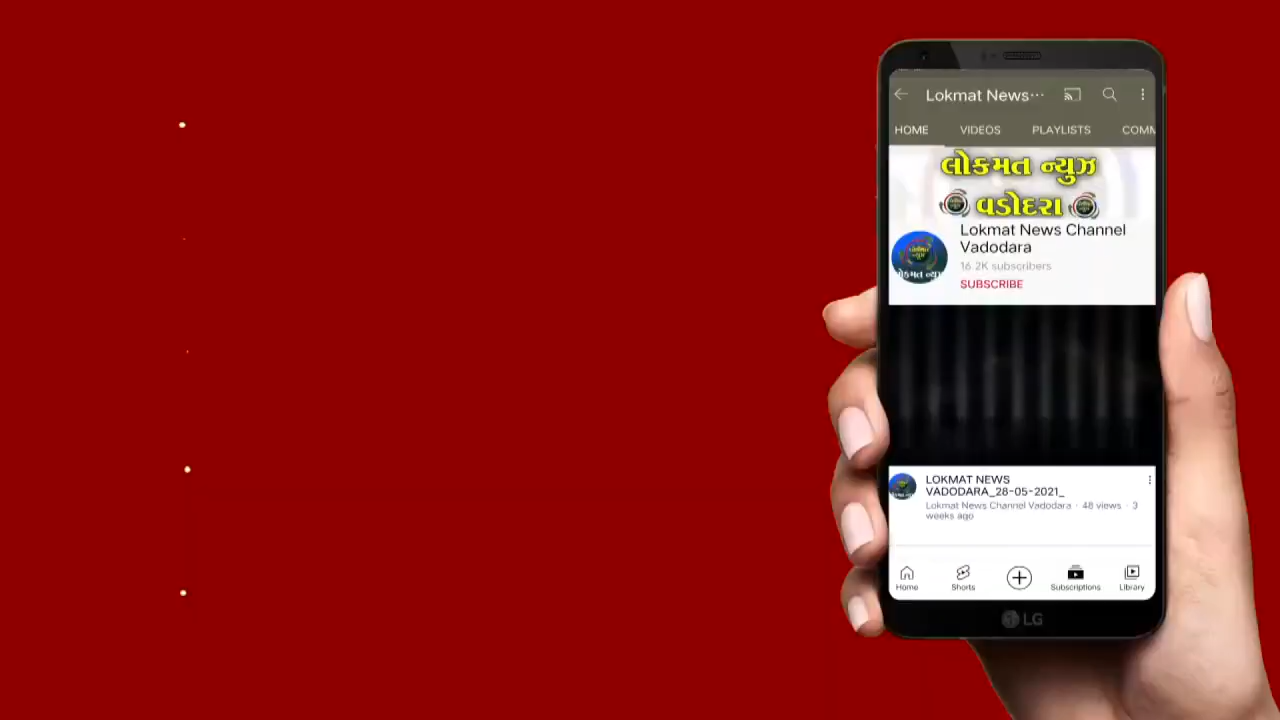 Lokmat News...
HOME VIDEOS PLAYLISTS COMM
લોકમત ન્યુઝ
વડોદરા
Lokmat News Channel
Vadodara
16.2K subscribers
SUBSCRIBE
LOKMAT NEWS
VADODARA_28-05-2021_
Lokmat News Channel Vadodara · 48 views · 3
weeks ago
Home Shorts Subscriptions Library
LG